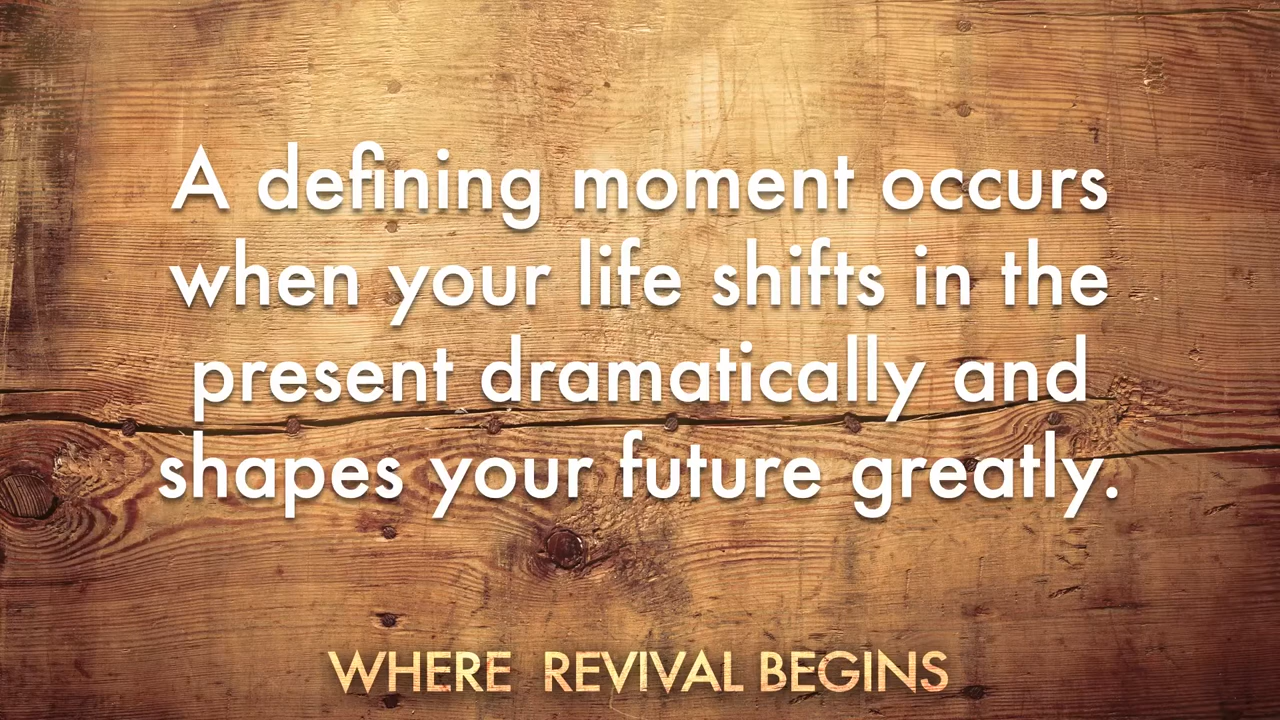 A defining moment occurs
when your life shifts in the
present dramatically and
shapes your future greatly.
WHERE REVIVAL BEGINS